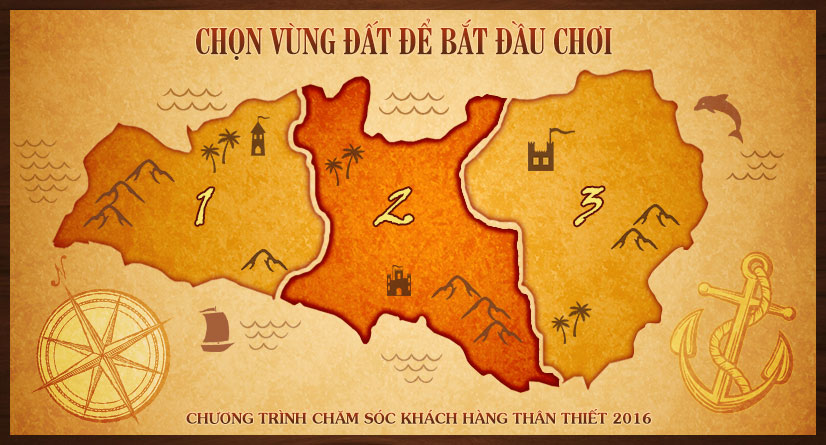 CHỌN VÙNG ĐẤT ĐỂ BẮT ĐẦU CHƠI
1
2
3
N
CHƯƠNG TRÌNH CHĂM SÓC KHÁCH HÀNG THÂN THIẾT 2016